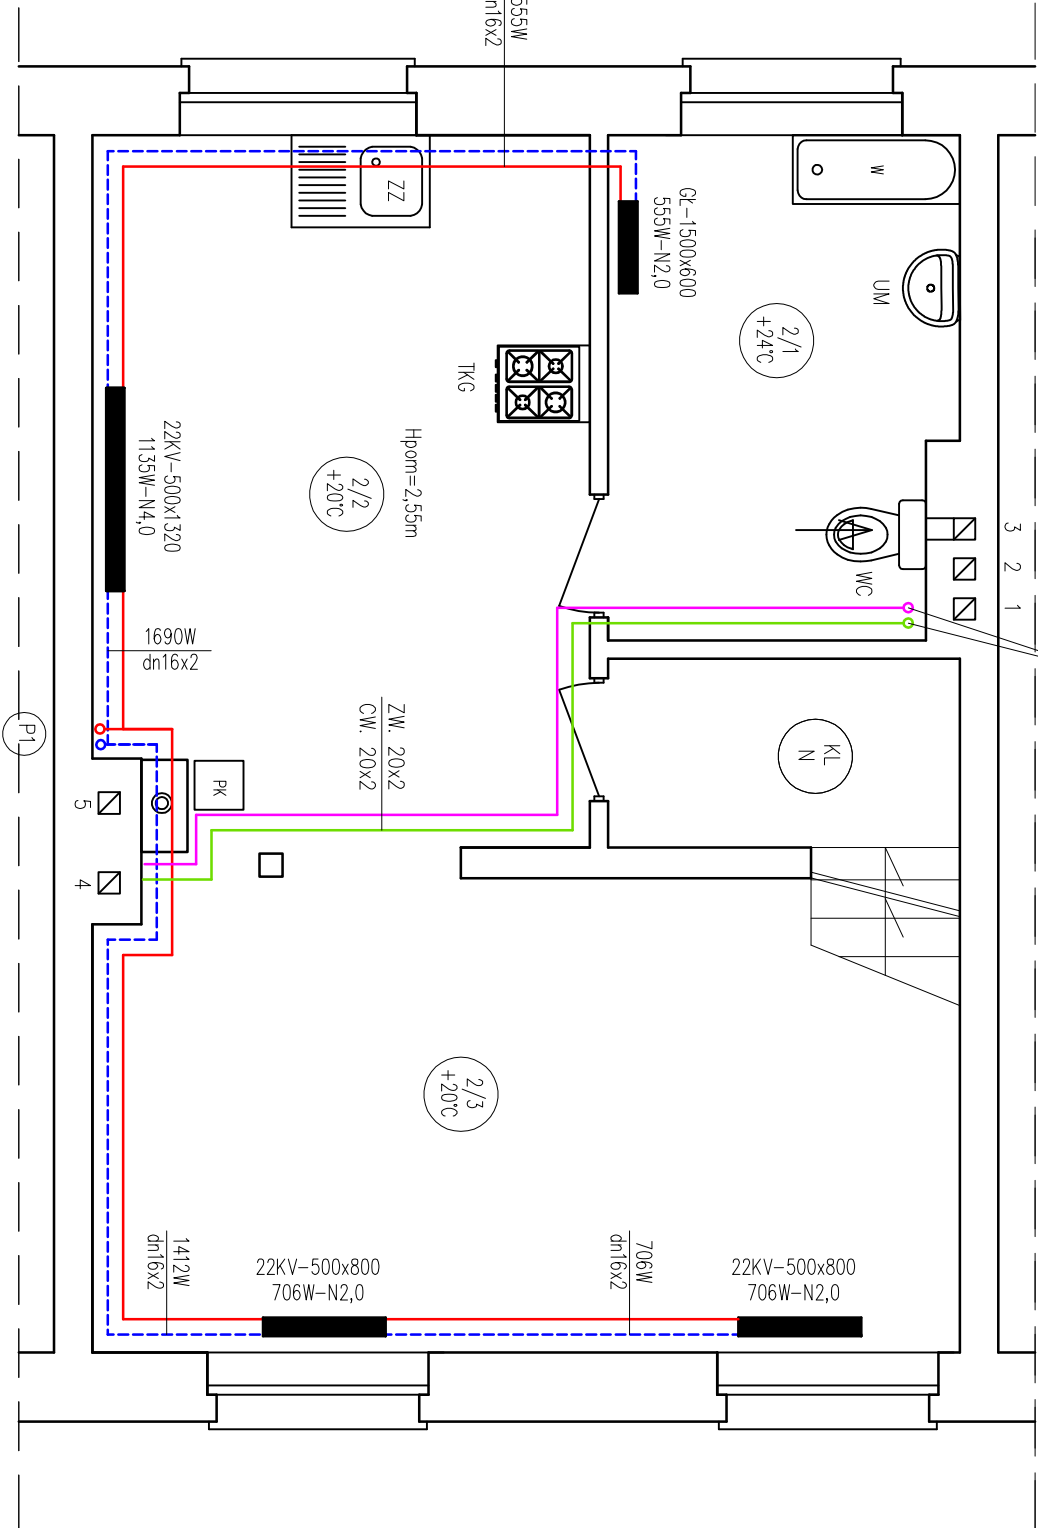 555W
dn16x2
W
ZZ
GŁ-1500x600
555W-N2,0
UM
2/1
+24°C
TKG
22KV-500x1320
1135W-N4,0
2/2
+20°C
Hpom=2,55m
3
2
1
WC
1690W
dn16x2
P1
ZW. 20x2
CW. 20x2
KL
N
PK
5
4
2/3
+20°C
1412W
dn16x2
22KV-500x800
706W-N2,0
706W
dn16x2
22KV-500x800
706W-N2,0